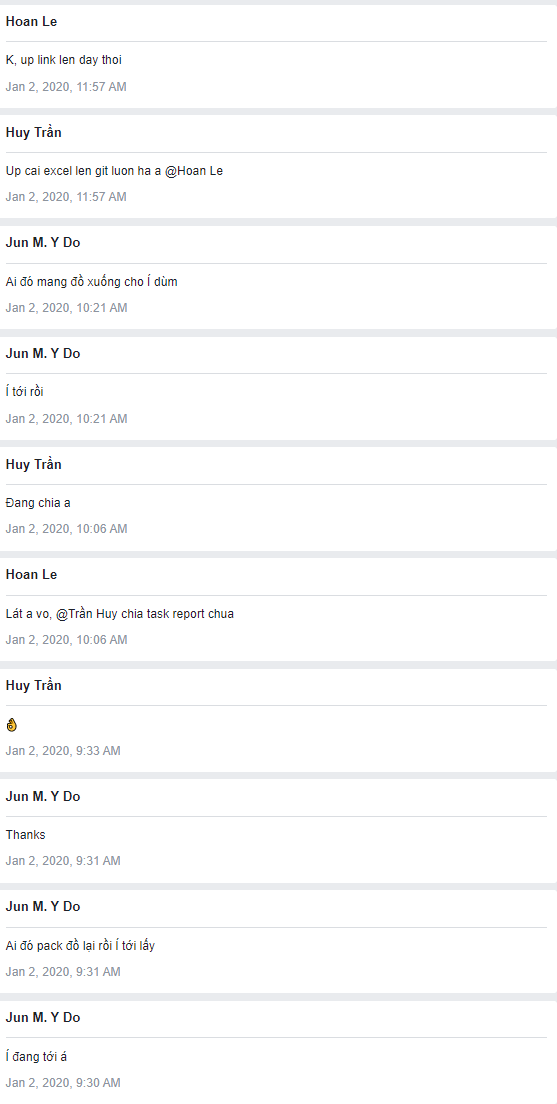 Hoan Le
K, up link len day thoi
Jan 2, 2020, 11:57 AM
Huy Trần
Up cai excel len git luon ha a @Hoan Le
Jan 2, 2020, 11:57 AM
Jun M. Y Do
Ai đó mang đồ xuống cho Í dùm
Jan 2, 2020, 10:21 AM
Jun M. Y Do
Í tới rồi
Jan 2, 2020, 10:21 AM
Huy Trần
Đang chia a
Jan 2, 2020, 10:06 AM
Hoan Le
Lát a vo, @Trần Huy chia task report chua
Jan 2, 2020, 10:06 AM
Huy Trần
👌
Jan 2, 2020, 9:33 AM
Jun M. Y Do
Thanks
Jan 2, 2020, 9:31 AM
Jun M. Y Do
Ai đó pack đồ lại rồi Í tới lấy
Jan 2, 2020, 9:31 AM
Jun M. Y Do
Í đang tới á
Jan 2, 2020, 9:30 AM